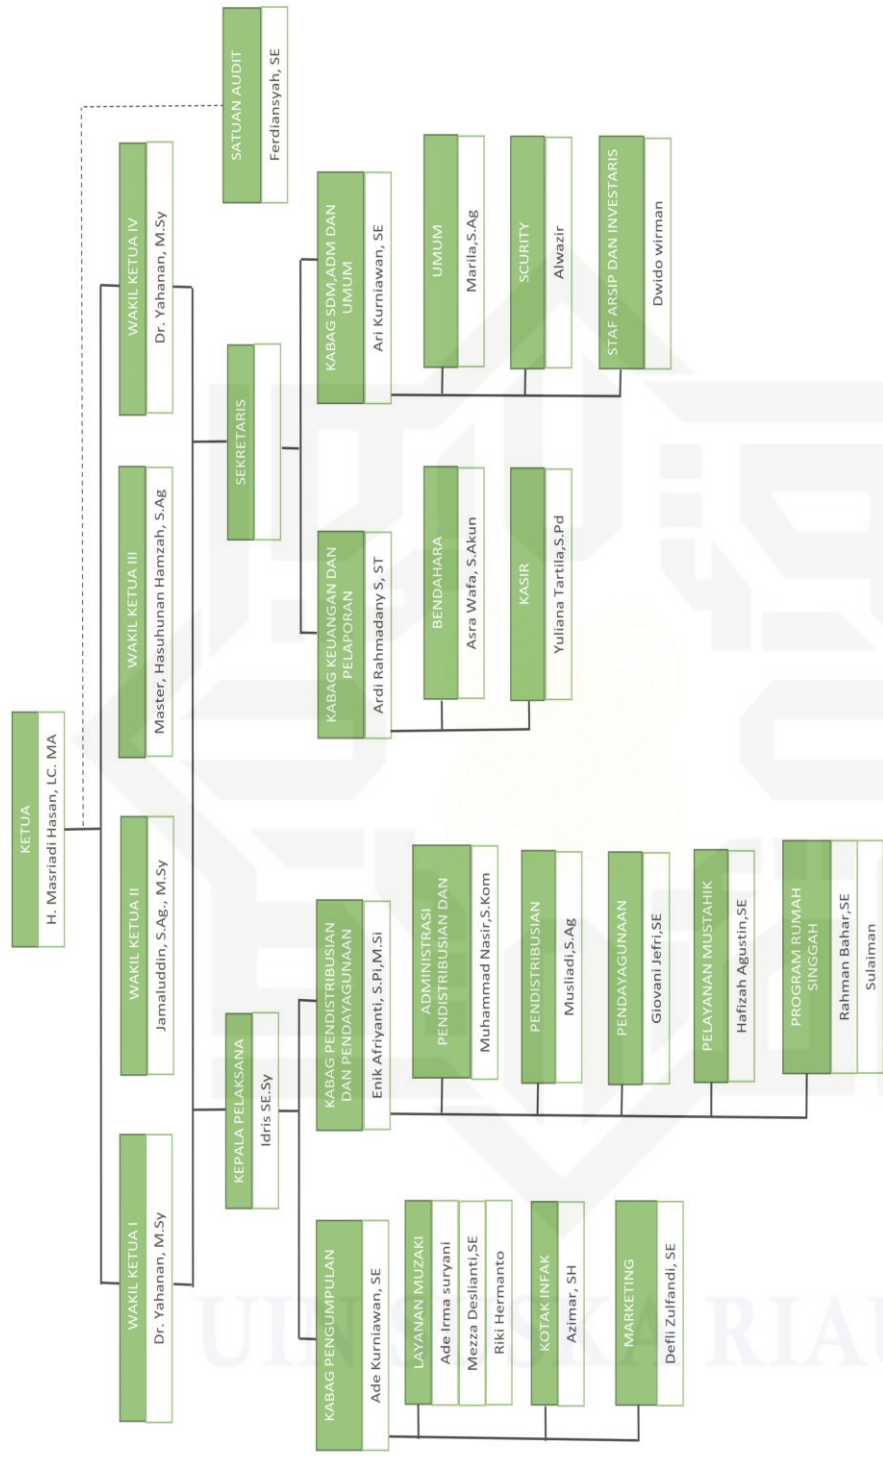 KETUA
H. Masriadi Hasan, LC. MA
WAKIL KETUA I
Dr. Yahanan, M.Sy
WAKIL KETUA II
Jamaluddin, S.Ag., M.Sy
WAKIL KETUA III
Master, Hasuhunan Hamzah, S.Ag
WAKIL KETUA IV
Dr. Yahanan, M.Sy
SATUAN AUDIT
Ferdiansyah, SE
KEPALA PELAKSANA
Idris SE.Sy
SEKRETARIS
KABAG PENGUMPULAN
Ade Kurniawan, SE
LAYANAN MUZAKI
Ade Irma suryani
Mezza Deslianti,SE
Riki Hermanto
KOTAK INFAK
Azimar, SH
MARKETING
Defli Zulfandi, SE
KABAG PENDISTRIBUSIAN
DAN PENDAYAGUNAAN
Enik Afriyanti, S.Pi,M.Si
ADMINISTRASI
PENDISTRIBUSIAN DAN
Muhammad Nasir,S.Kom
PENDISTRIBUSIAN
Musliadi,S.Ag
PENDAYAGUNAAN
Giovani Jefri,SE
PELAYANAN MUSTAHIK
Hafizah Agustin,SE
PROGRAM RUMAH
SINGGAH
Rahman Bahar,SE
Sulaiman
KABAG KEUANGAN DAN
PELAPORAN
Ardi Rahmadany S, ST
BENDAHARA
Asra Wafa, S.Akun
KASIR
Yuliana Tartila,S.Pd
KABAG SDM,ADM DAN
UMUM
Ari Kurniawan, SE
UMUM
Marila,S.Ag
SCURITY
Alwazir
STAF ARSIP DAN INVESTARIS
Dwido wirman
UIN SUSKA RIAU